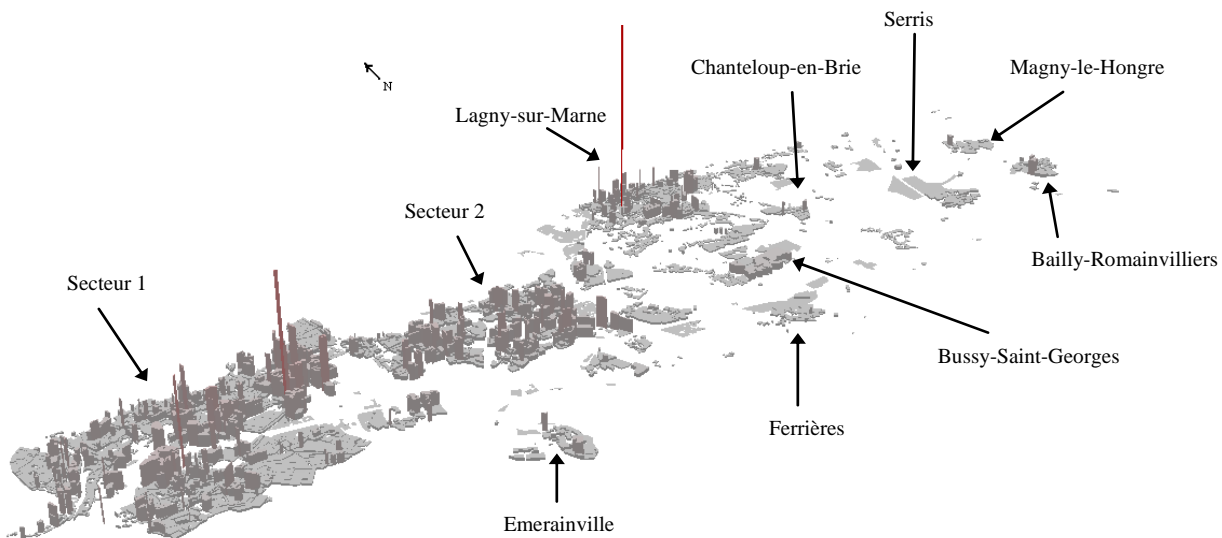 Serris
Chanteloup-en-Brie
Magny-le-Hongre
N
Lagny-sur-Marne
Secteur 2
Bailly-Romainvilliers
Secteur 1
Bussy-Saint-Georges
Ferrières
Emerainville